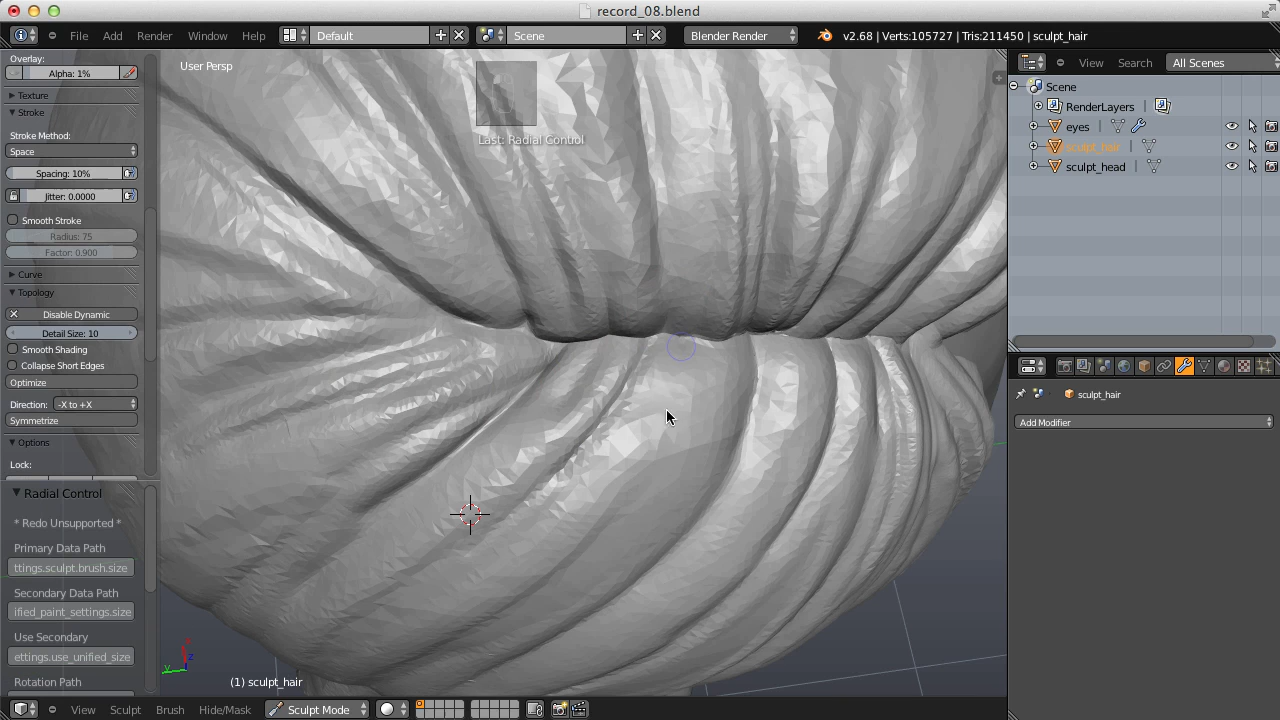 record_08.blend
File Add Render Window Help Default Scene Blender Render v2.68 | Verts:105727 | Tris:211450 | sculpt_hair
Overlay:
Alpha: 1%
Texture
Stroke
Stroke Method:
Space
Spacing: 10%
Jitter: 0.0000
Smooth Stroke
Radius: 75
Factor: 0.900
Curve
Topology
Disable Dynamic
Detail Size: 10
Smooth Shading
Collapse Short Edges
Optimize
Direction: -X to +X
Symmetrize
Options
Lock:
Radial Control
* Redo Unsupported *
Primary Data Path
ttings.sculpt.brush.size
Secondary Data Path
ified_paint_settings.size
Use Secondary
ettings.use_unified_size
Rotation Path
User Persp
Last: Radial Control
(1) sculpt_hair
View Search All Scenes
Scene
RenderLayers
eyes
sculpt_hair
sculpt_head
sculpt_hair
Add Modifier
View Sculpt Brush Hide/Mask Sculpt Mode